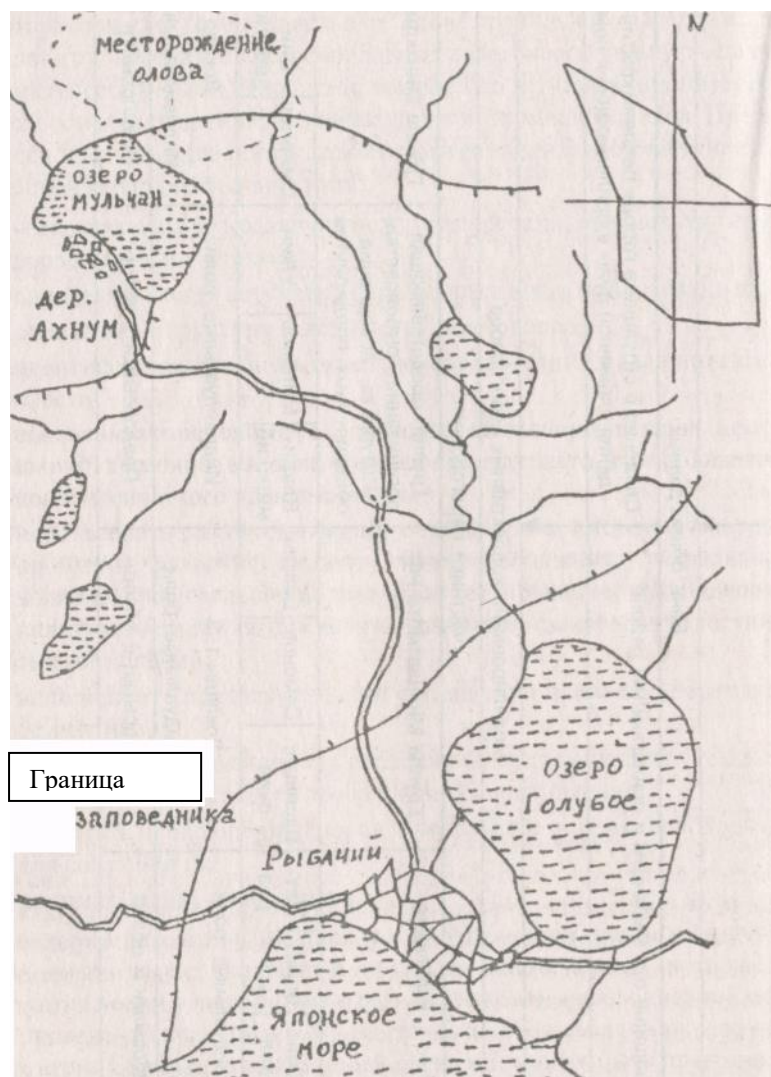 месторождение
олова
N
озеро
Мульчан
дер.
Ахнум
Граница
заповедника
Рыбачий
Озеро
Голубое
Японское
море